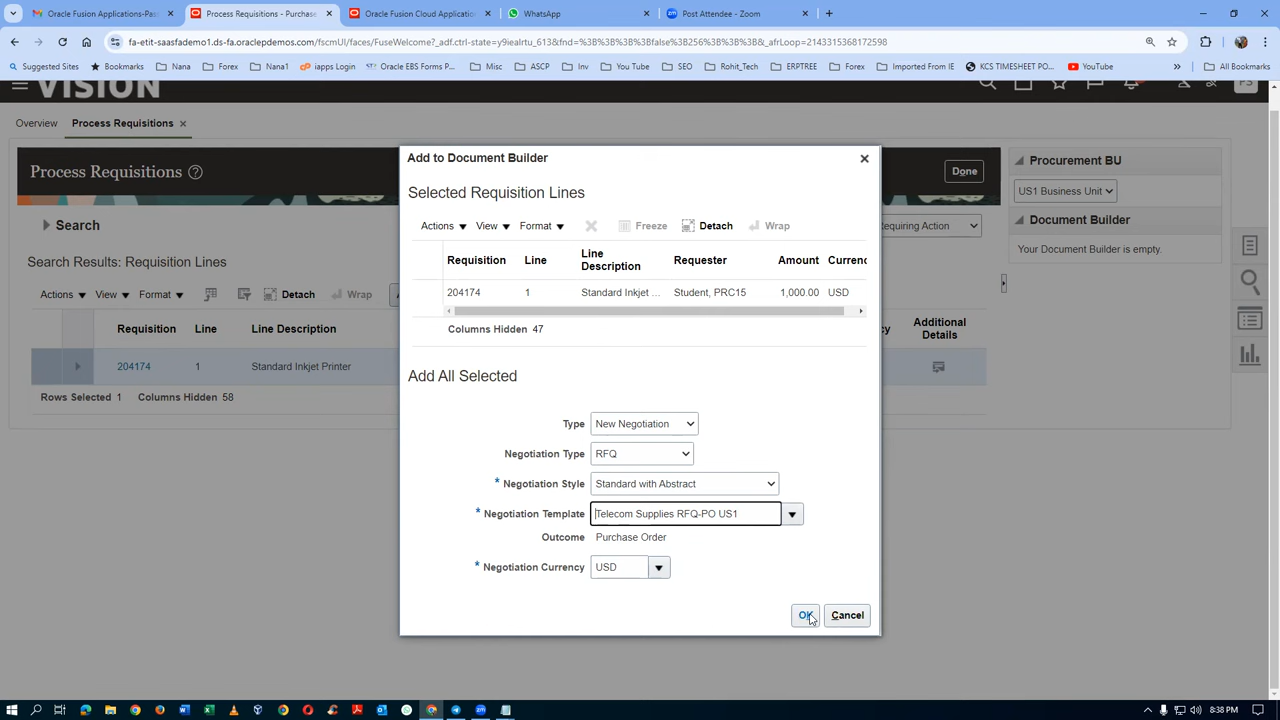 Oracle Fusion Applications-Pass
Process Requisitions - Purchase
Oracle Fusion Cloud Application
WhatsApp
Post Attendee - Zoom
fa-etit-saasfademo1.ds-fa.oraclepdemos.com/fscmUI/faces/FuseWelcome?_adf.ctrl-state=y9iealrtu_613&fnd=%3B%3B%3B%3Bfalse%3B256%3B%3B%3B&_afrLoop=2143315368172598
Suggested Sites
Bookmarks
Nana
Forex
Nana1
iapps Login
Oracle EBS Forms P...
Misc
ASCP
Inv
You Tube
SEO
Rohit_Tech
ERPTREE
Forex
Imported From IE
KCS TIMESHEET PO...
YouTube
All Bookmarks
VISION
Overview
Process Requisitions
Process Requisitions
Done
Search
Requiring Action
Search Results: Requisition Lines
Actions View Format Detach Wrap
Requisition Line Line Description
Additional Details
204174 1 Standard Inkjet Printer
Rows Selected 1 Columns Hidden 58
Add to Document Builder
Selected Requisition Lines
Actions View Format Freeze Detach Wrap
Requisition Line Line Description Requester Amount Currenc
204174 1 Standard Inkjet ... Student, PRC15 1,000.00 USD
Columns Hidden 47
Add All Selected
Type New Negotiation
Negotiation Type RFQ
* Negotiation Style Standard with Abstract
* Negotiation Template Telecom Supplies RFQ-PO US1
Outcome Purchase Order
* Negotiation Currency USD
OK Cancel
Procurement BU
US1 Business Unit
Document Builder
Your Document Builder is empty.
8:38 PM